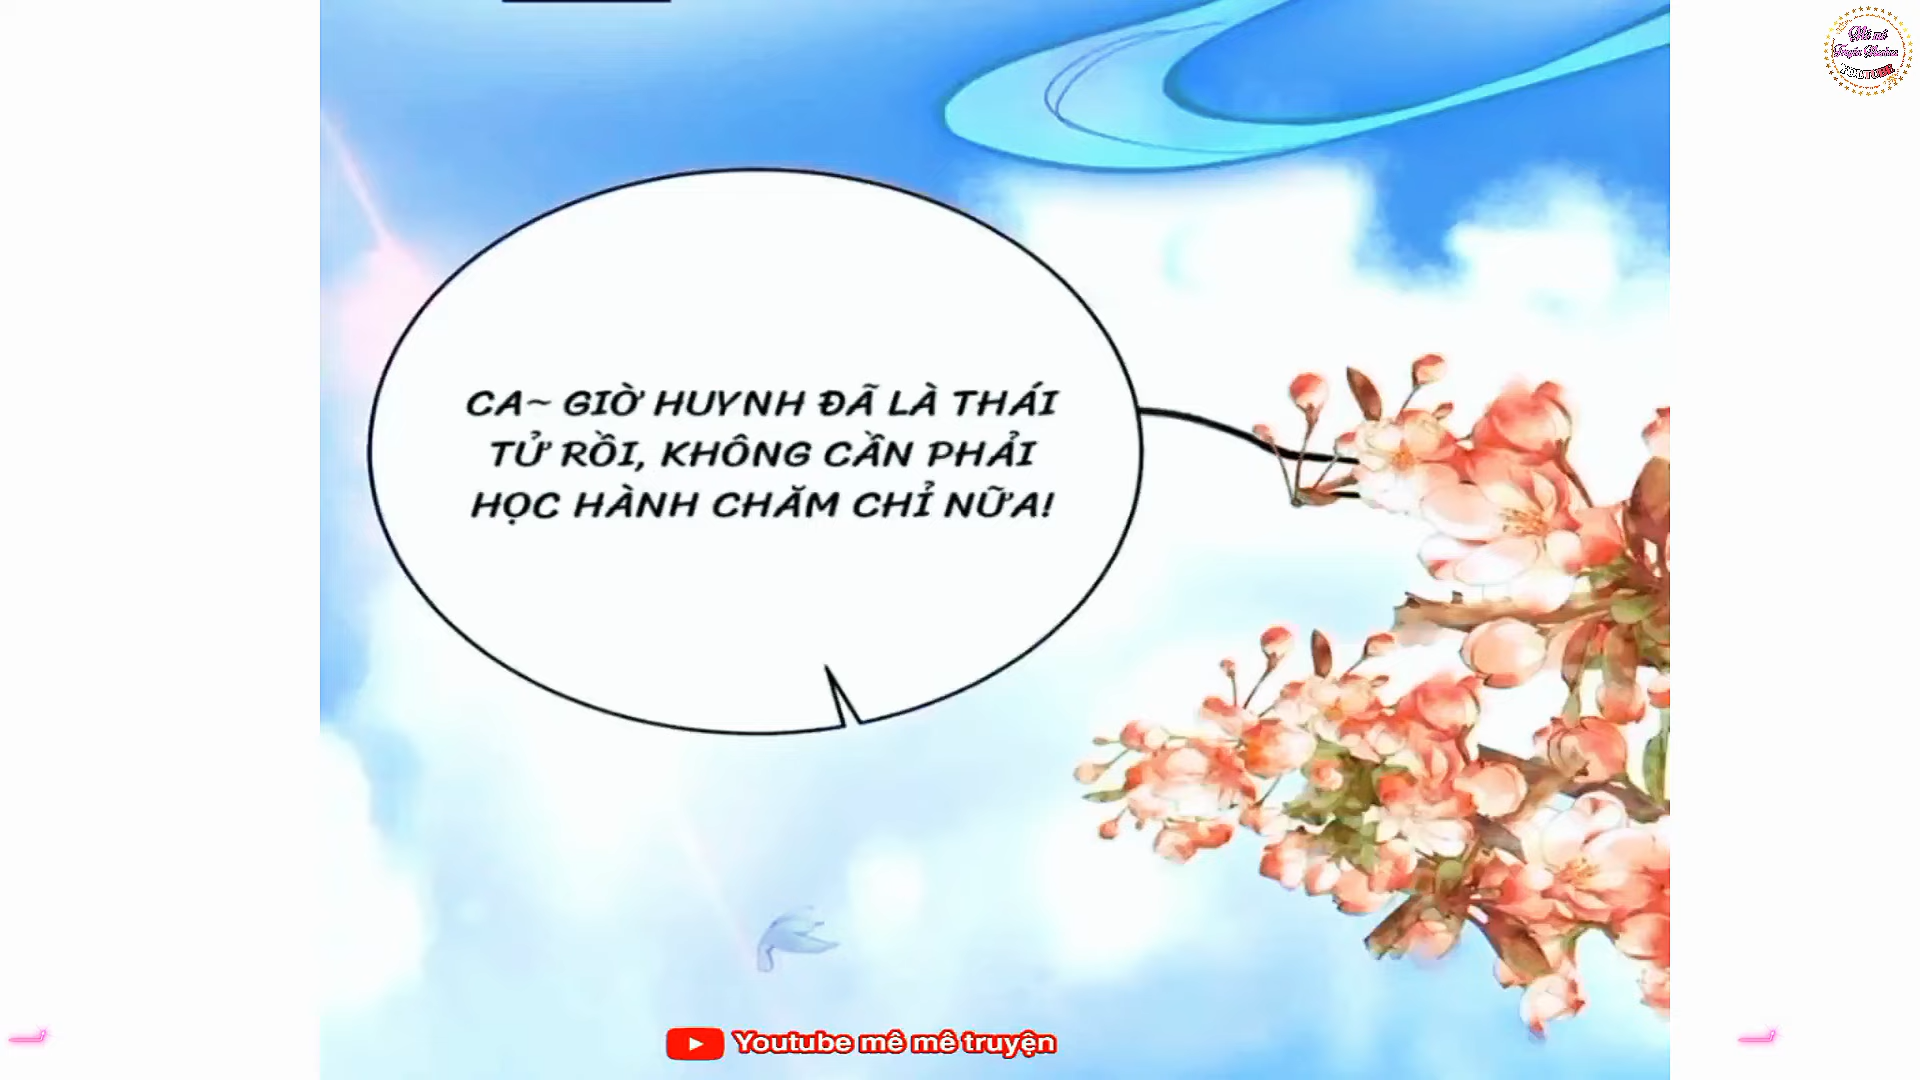 CA~ GIỜ HUYNH ĐÃ LÀ THÁI
TỬ RỒI, KHÔNG CẦN PHẢI
HỌC HÀNH CHĂM CHỈ NỮA!
Youtube mê mê truyện